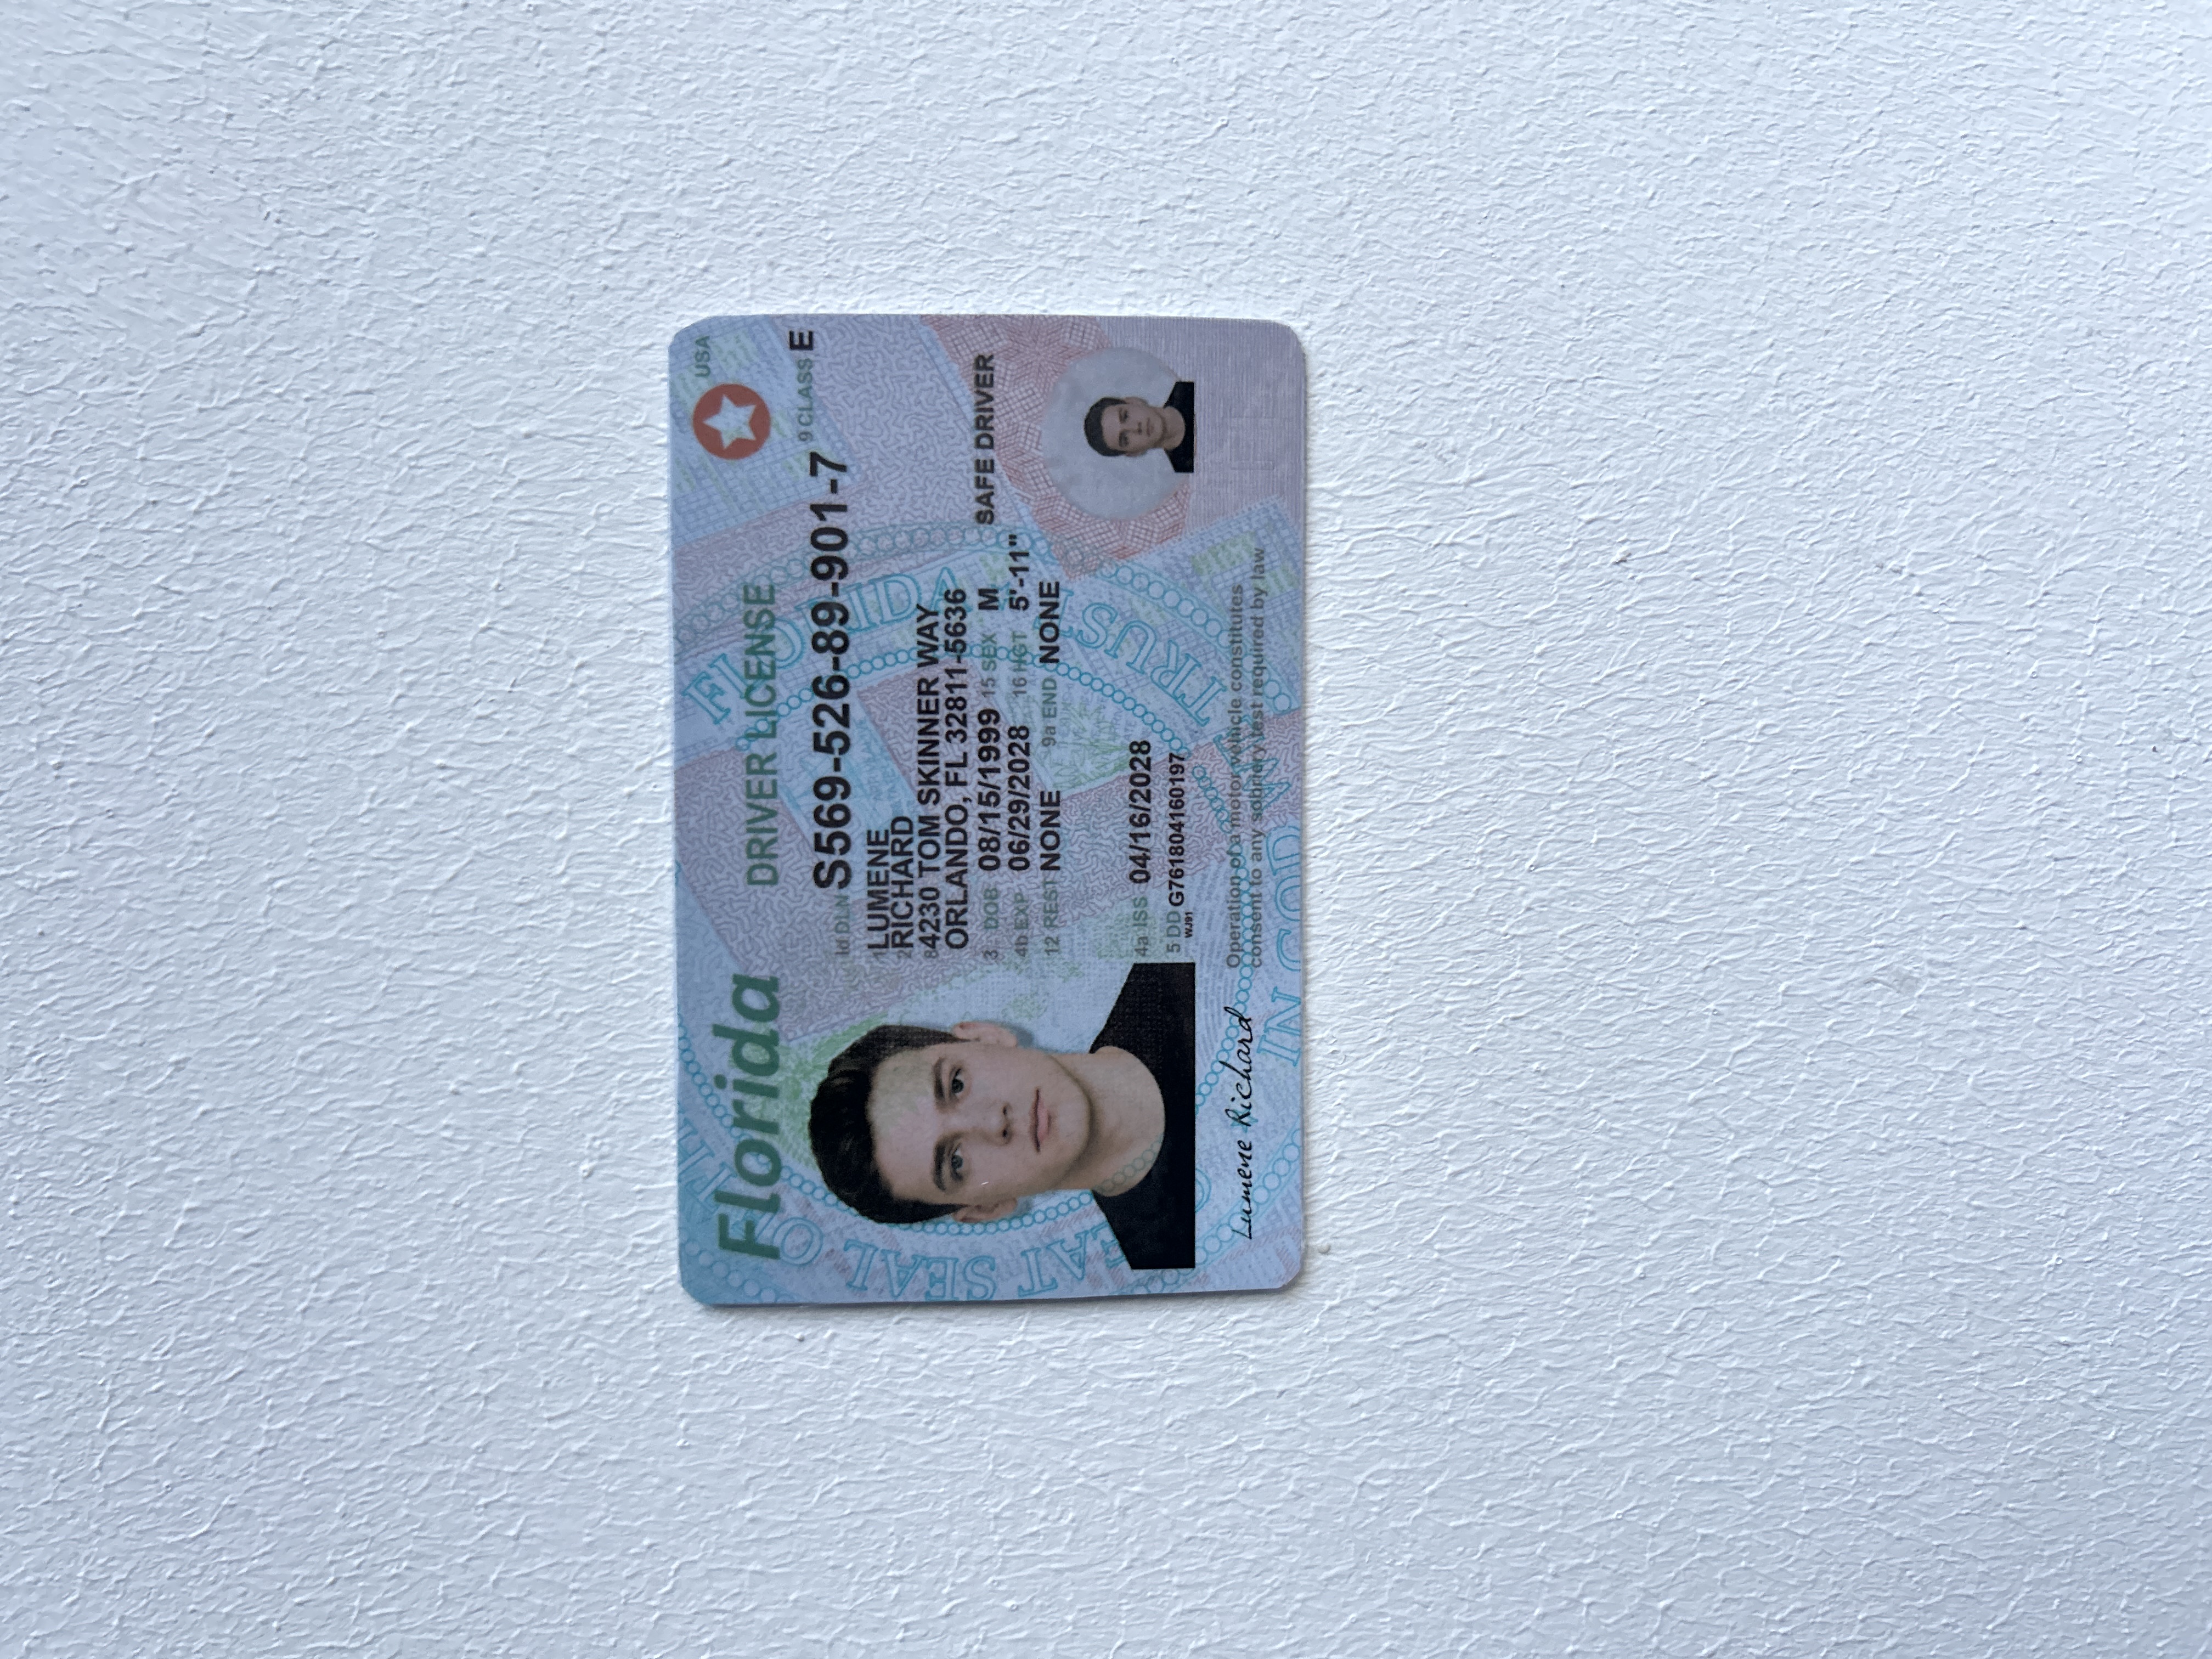 Florida
DRIVER LICENSE
USA
9 CLASS E
ld DLN S569-526-89-901-7
1 LUMENE
2 RICHARD
8 4230 TOM SKINNER WAY
ORLANDO, FL 32811-5636
3 DOB 08/15/1999 15 SEX M
SAFE DRIVER
4b EXP 06/29/2028 16 HGT 5'-11"
12 REST NONE 9a END NONE
4a ISS 04/16/2028
5 DD G761804160197
WJ91
Lumene Richard
Operation of a motor vehicle constitutes
consent to any sobriety test required by law
GREAT SEAL OF THE
FLORIDA
IN GOD WE TRUST